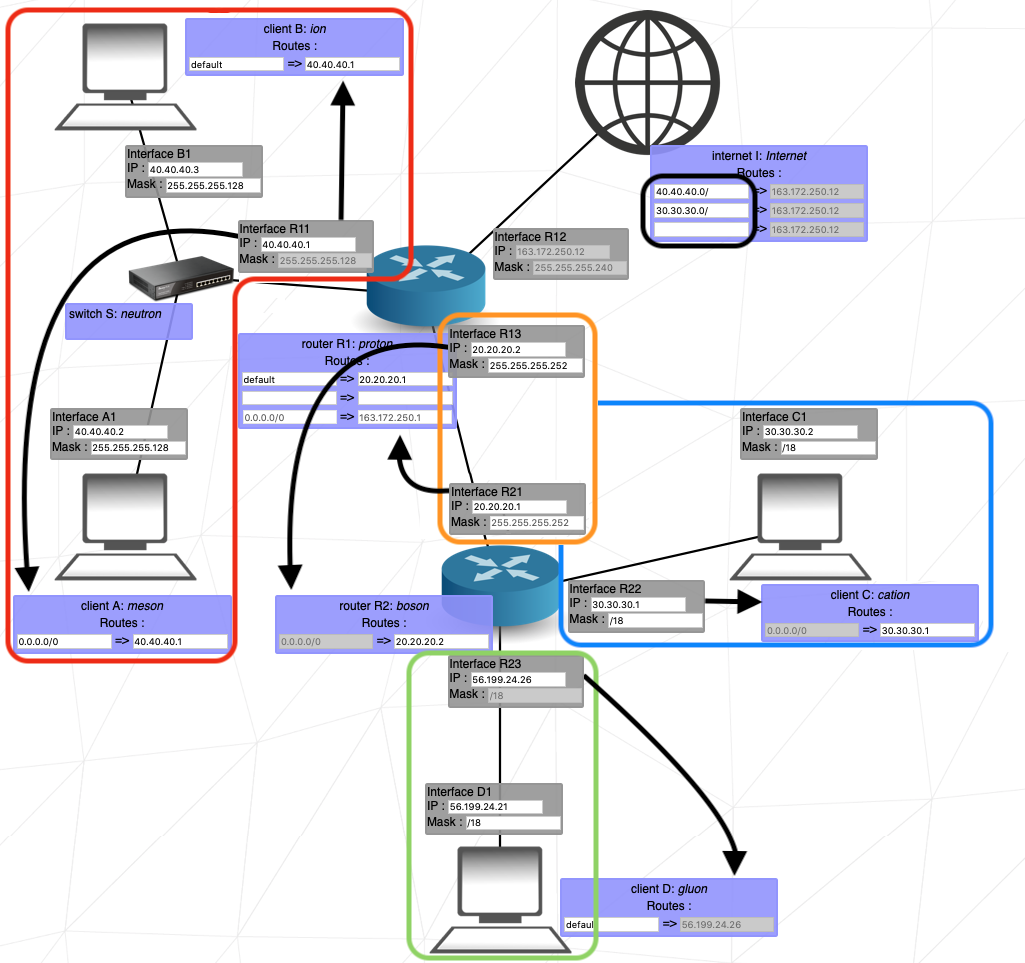 client B: ion
Routes :
default => 40.40.40.1
Interface B1
IP : 40.40.40.3
Mask : 255.255.255.128
internet I: Internet
Routes :
40.40.40.0/ => 163.172.250.12
30.30.30.0/ => 163.172.250.12
=> 163.172.250.12
Interface R11
IP : 40.40.40.1
Mask : 255.255.255.128
Interface R12
IP : 163.172.250.12
Mask : 255.255.255.240
switch S: neutron
router R1: proton
Routes :
default => 20.20.20.1
=>
0.0.0.0/0 => 163.172.250.1
Interface R13
IP : 20.20.20.2
Mask : 255.255.255.252
Interface A1
IP : 40.40.40.2
Mask : 255.255.255.128
Interface C1
IP : 30.30.30.2
Mask : /18
Interface R21
IP : 20.20.20.1
Mask : 255.255.255.252
client A: meson
Routes :
0.0.0.0/0 => 40.40.40.1
router R2: boson
Routes :
0.0.0.0/0 => 20.20.20.2
Interface R22
IP : 30.30.30.1
Mask : /18
client C: cation
Routes :
0.0.0.0/0 => 30.30.30.1
Interface R23
IP : 56.199.24.26
Mask : /18
Interface D1
IP : 56.199.24.21
Mask : /18
client D: gluon
Routes :
defaul => 56.199.24.26